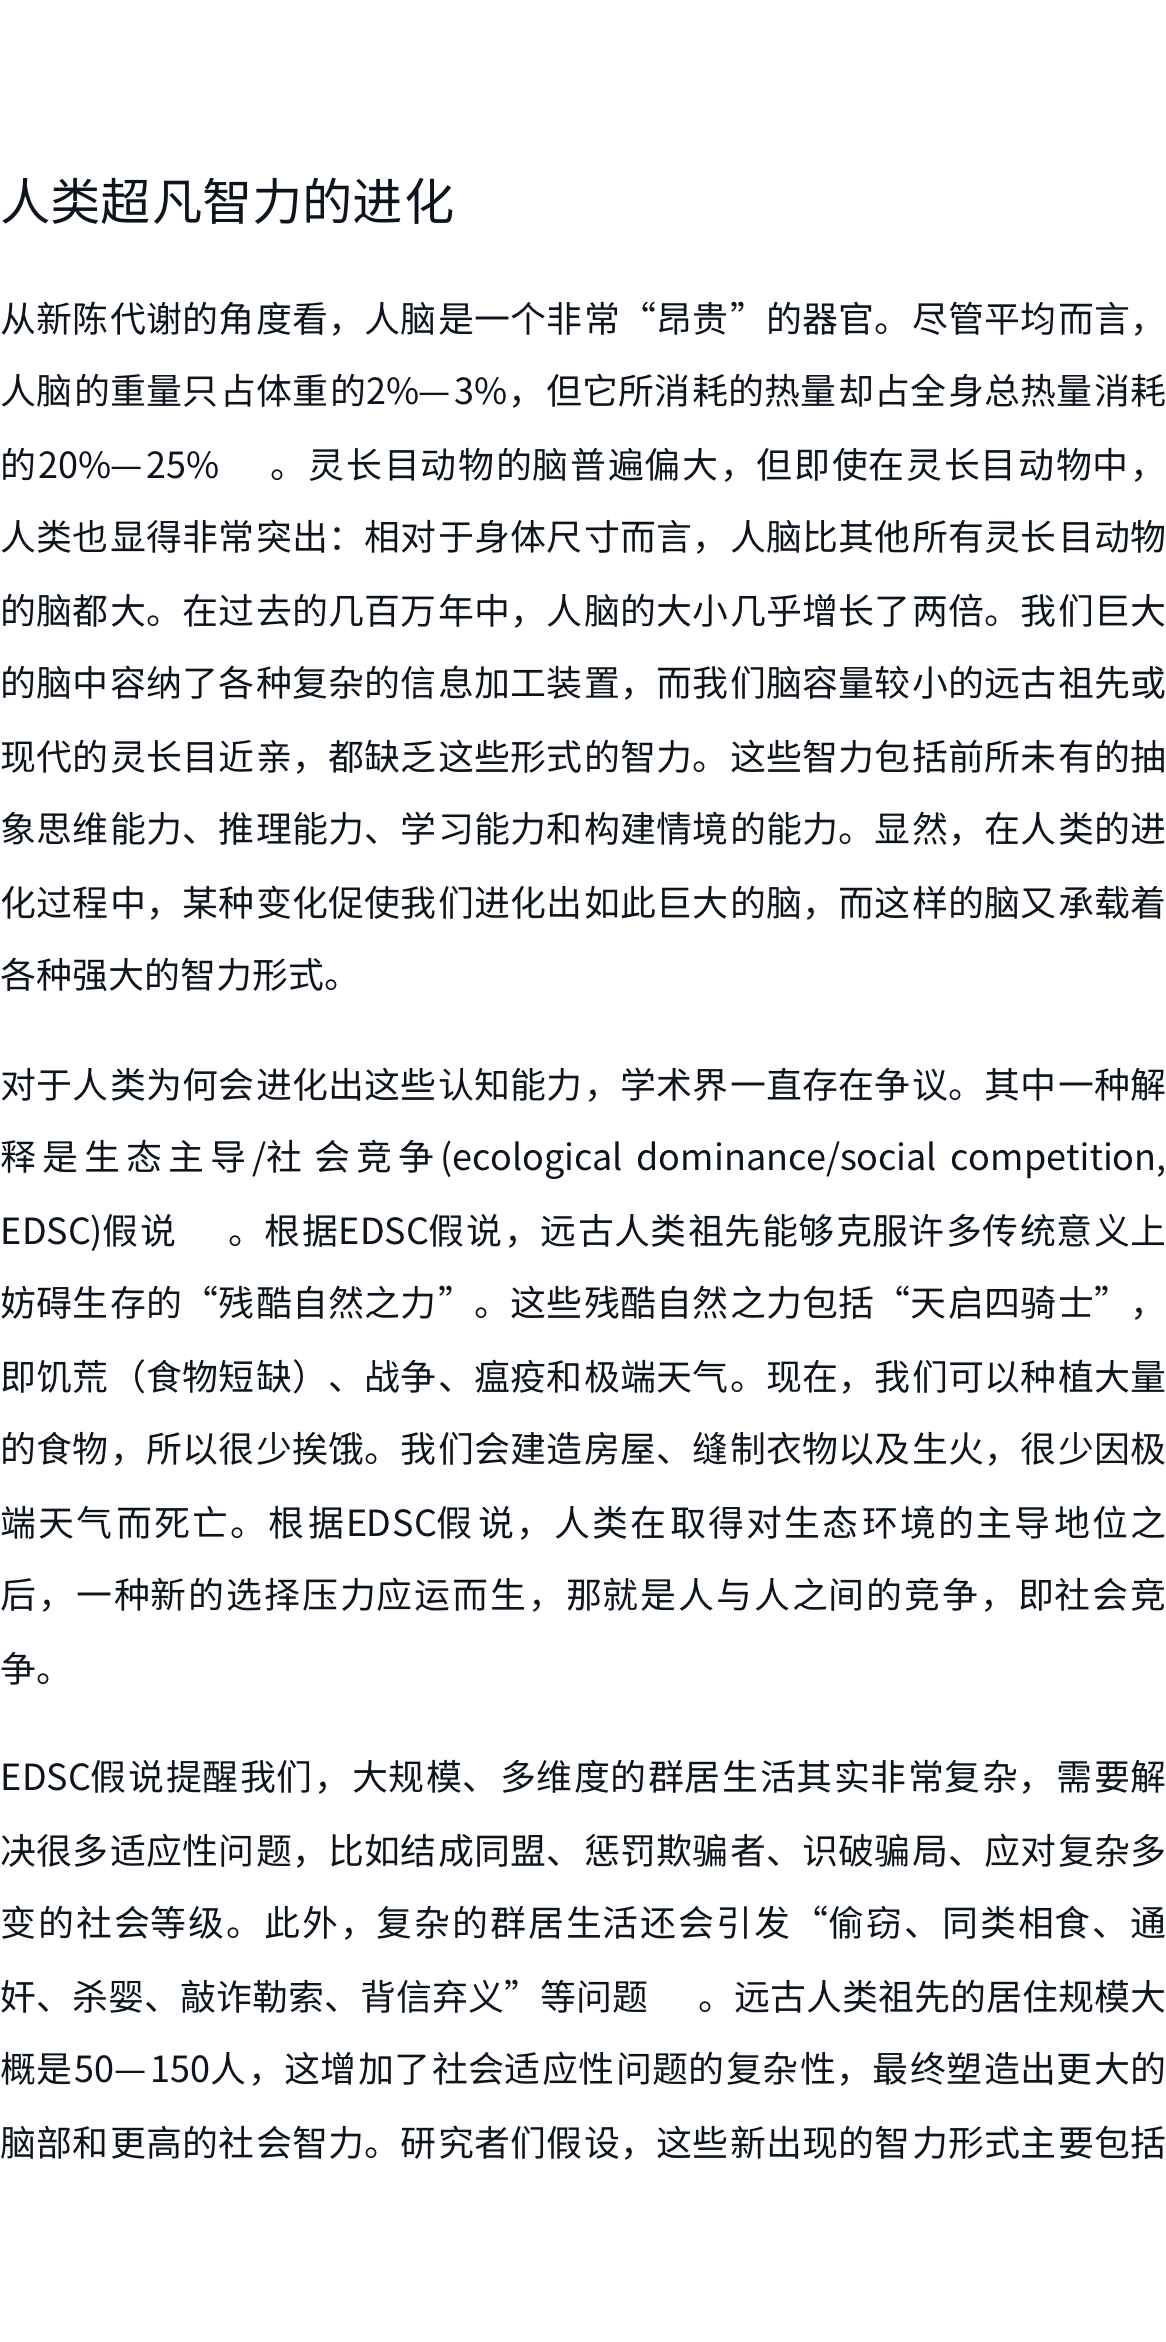 人类超凡智力的进化
从新陈代谢的角度看，人脑是一个非常“昂贵”的器官。尽管平均而言，
人脑的重量只占体重的2%—3%，但它所消耗的热量却占全身总热量消耗
的20%—25% 。灵长目动物的脑普遍偏大，但即使在灵长目动物中，
人类也显得非常突出：相对于身体尺寸而言，人脑比其他所有灵长目动物
的脑都大。在过去的几百万年中，人脑的大小几乎增长了两倍。我们巨大
的脑中容纳了各种复杂的信息加工装置，而我们脑容量较小的远古祖先或
现代的灵长目近亲，都缺乏这些形式的智力。这些智力包括前所未有的抽
象思维能力、推理能力、学习能力和构建情境的能力。显然，在人类的进
化过程中，某种变化促使我们进化出如此巨大的脑，而这样的脑又承载着
各种强大的智力形式。
对于人类为何会进化出这些认知能力，学术界一直存在争议。其中一种解
释是生态主导/社会竞争(ecological dominance/social competition,
EDSC)假说 。根据EDSC假说，远古人类祖先能够克服许多传统意义上
妨碍生存的“残酷自然之力”。这些残酷自然之力包括“天启四骑士”，
即饥荒（食物短缺）、战争、瘟疫和极端天气。现在，我们可以种植大量
的食物，所以很少挨饿。我们会建造房屋、缝制衣物以及生火，很少因极
端天气而死亡。根据EDSC假说，人类在取得对生态环境的主导地位之
后，一种新的选择压力应运而生，那就是人与人之间的竞争，即社会竞
争。
EDSC假说提醒我们，大规模、多维度的群居生活其实非常复杂，需要解
决很多适应性问题，比如结成同盟、惩罚欺骗者、识破骗局、应对复杂多
变的社会等级。此外，复杂的群居生活还会引发“偷窃、同类相食、通
奸、杀婴、敲诈勒索、背信弃义”等问题 。远古人类祖先的居住规模大
概是50—150人，这增加了社会适应性问题的复杂性，最终塑造出更大的
脑部和更高的社会智力。研究者们假设，这些新出现的智力形式主要包括